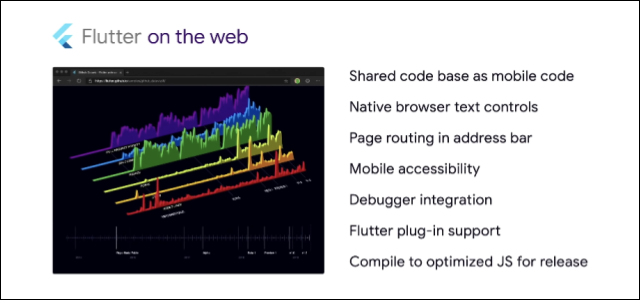 Flutter on the web
Shared code base as mobile code
Native browser text controls
Page routing in address bar
Mobile accessibility
Debugger integration
Flutter plug-in support
Compile to optimized JS for release